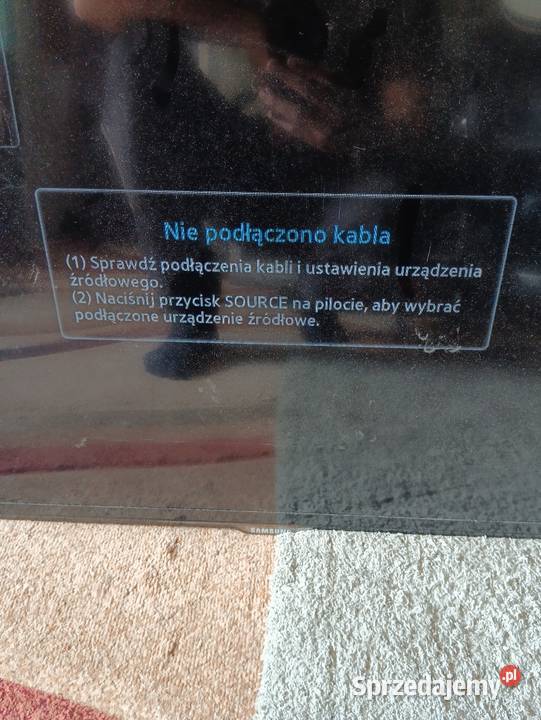 Nie podłączono kabla
(1) Sprawdź podłączenia kabli i ustawienia urządzenia
źródłowego.
(2) Naciśnij przycisk SOURCE na pilocie, aby wybrać
podłączone urządzenie źródłowe.
SAMSUNG
Sprzedajemy.pl